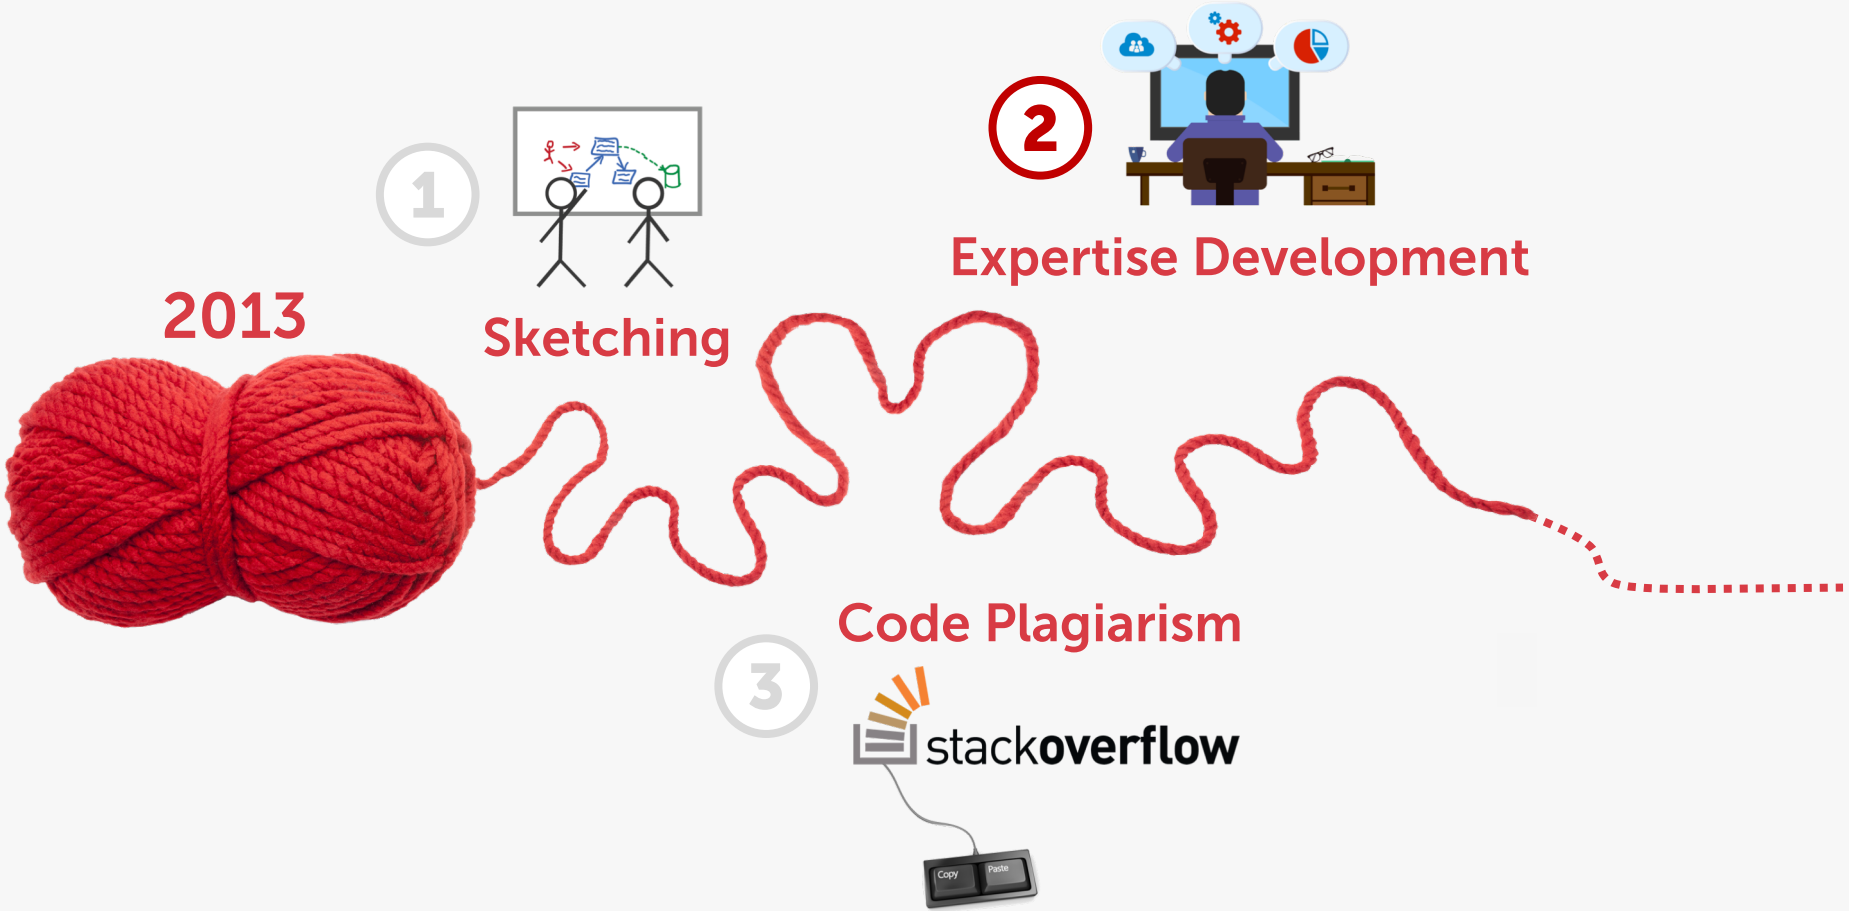 2013
1
Sketching
2
Expertise Development
3
Code Plagiarism
stackoverflow
Copy
Paste